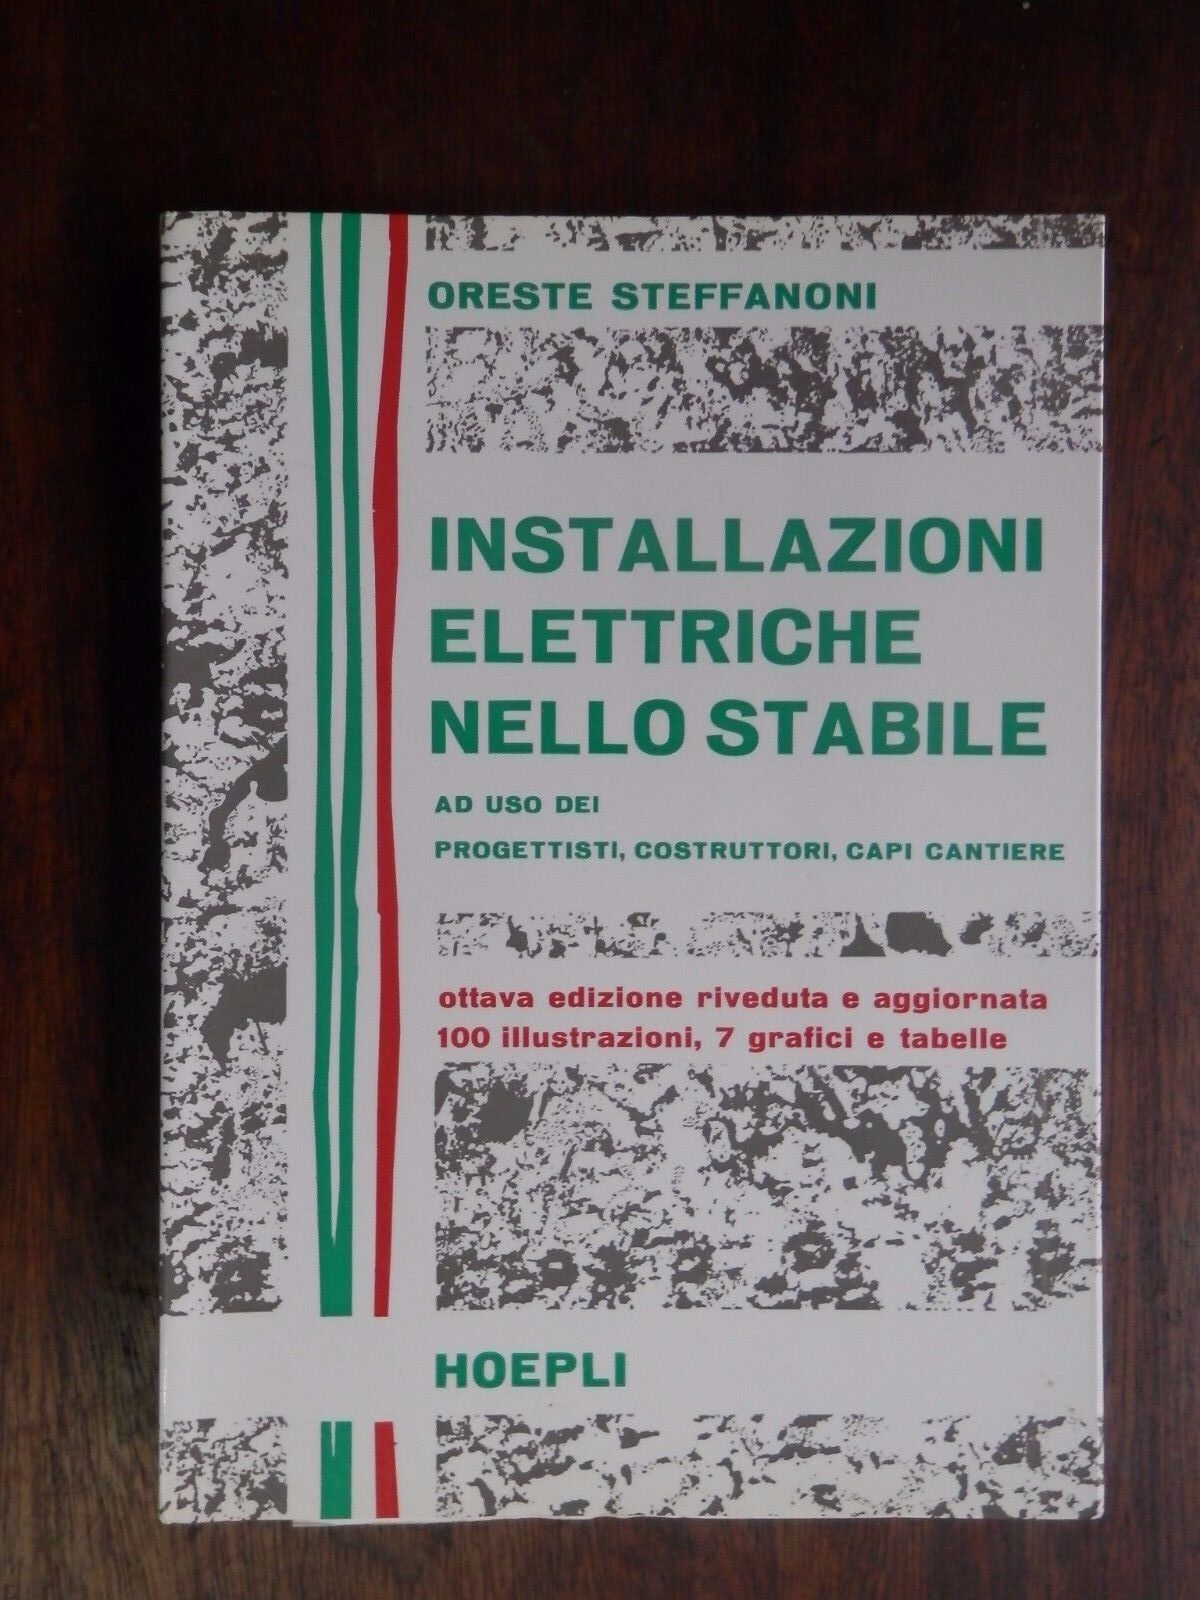 ORESTE STEFFANONI
INSTALLAZIONI
ELETTRICHE
NELLO STABILE
AD USO DEI
PROGETTISTI, COSTRUTTORI, CAPI CANTIERE
ottava edizione riveduta e aggiornata
100 illustrazioni, 7 grafici e tabelle
HOEPLI